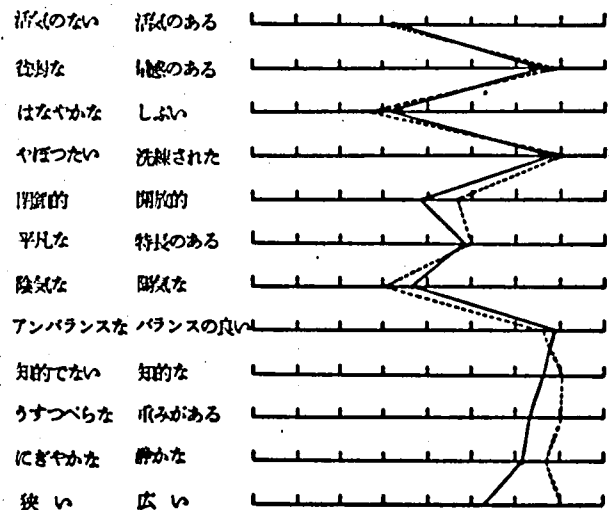 活気のない 活気のある
な 感のある
はなやかな しぶい
やぼったい 洗練された
閉鎖的 開放的
平凡な 特長のある
陰気な 陽気な
アンバランスな バランスの良い
知的でない 知的な
うすっぺらな 重みがある
にぎやかな 静かな
狭い 広い